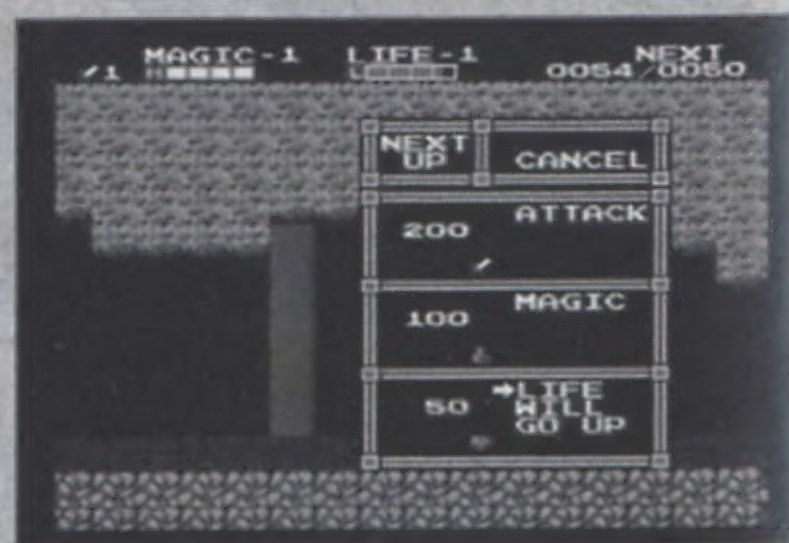 MAGIC-1 LIFE-1 NEXT
1 0054/0050
NEXT
UP CANCEL
200 ATTACK
100 MAGIC
50 LIFE
WILL
GO UP